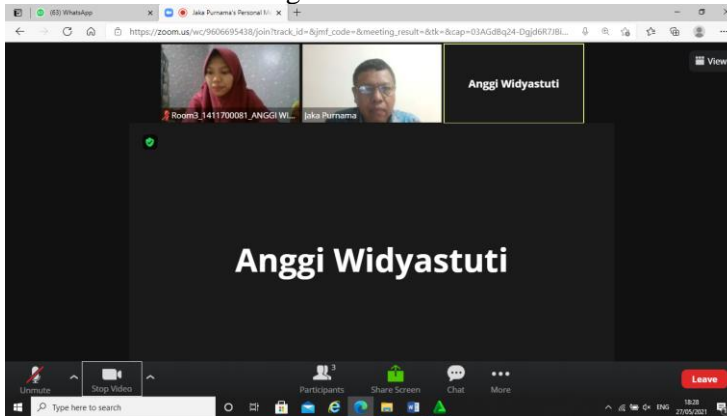 (63) WhatsApp
Jaka Purnama's Personal M
https://zoom.us/wc/9606695438/join?track_id=&jmf_code=&meeting_result=&tk=&cap=03AGdBq24-Dgjd6R7J8i...
View
Room3_1411700081_ANGGI WI...
Jaka Purnama
Anggi Widyastuti
Anggi Widyastuti
Unmute
Stop Video
Participants
3
Share Screen
Chat
More
Leave
Type here to search
ENG
18:28
27/05/2021